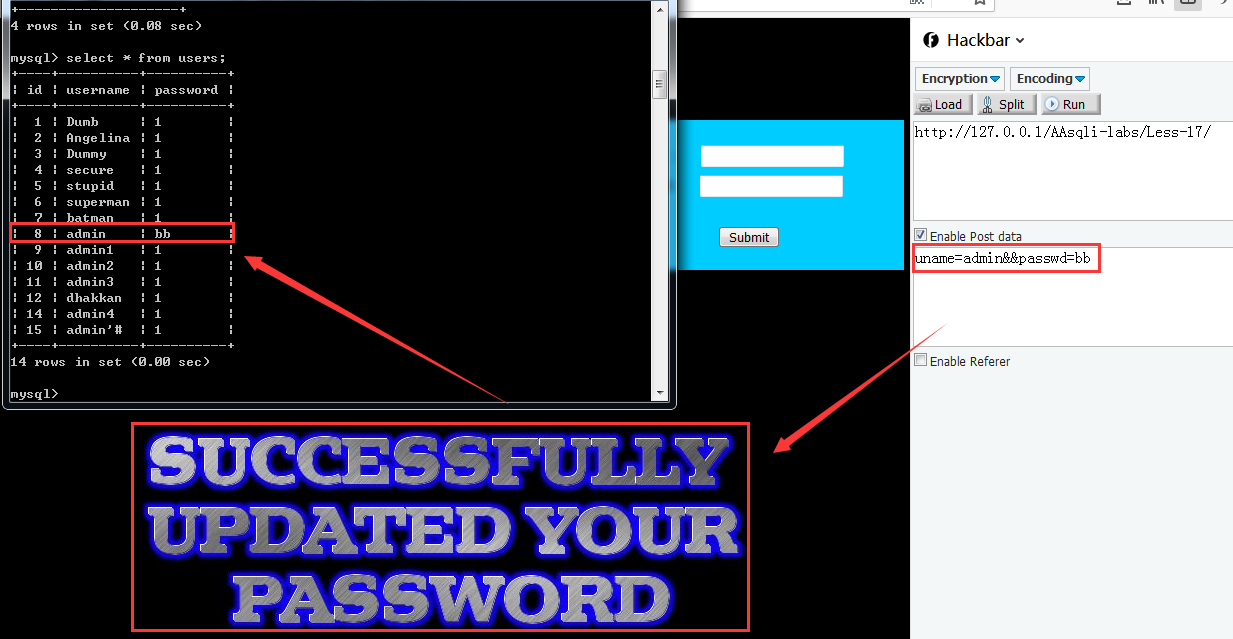 +---------------------+
4 rows in set (0.08 sec)
mysql> select * from users;
+----+----------+----------+
| id | username | password |
+----+----------+----------+
| 1 | Dumb | 1 |
| 2 | Angelina | 1 |
| 3 | Dummy | 1 |
| 4 | secure | 1 |
| 5 | stupid | 1 |
| 6 | superman | 1 |
| 7 | batman | 1 |
| 8 | admin | bb |
| 9 | admin1 | 1 |
| 10 | admin2 | 1 |
| 11 | admin3 | 1 |
| 12 | dhakkan | 1 |
| 14 | admin4 | 1 |
| 15 | admin'# | 1 |
+----+----------+----------+
14 rows in set (0.00 sec)
mysql>
Submit
SUCCESSFULLY
UPDATED YOUR
PASSWORD
Hackbar
Encryption Encoding
Load Split Run
http://127.0.0.1/AAsqli-labs/Less-17/
Enable Post data
uname=admin&&passwd=bb
Enable Referer